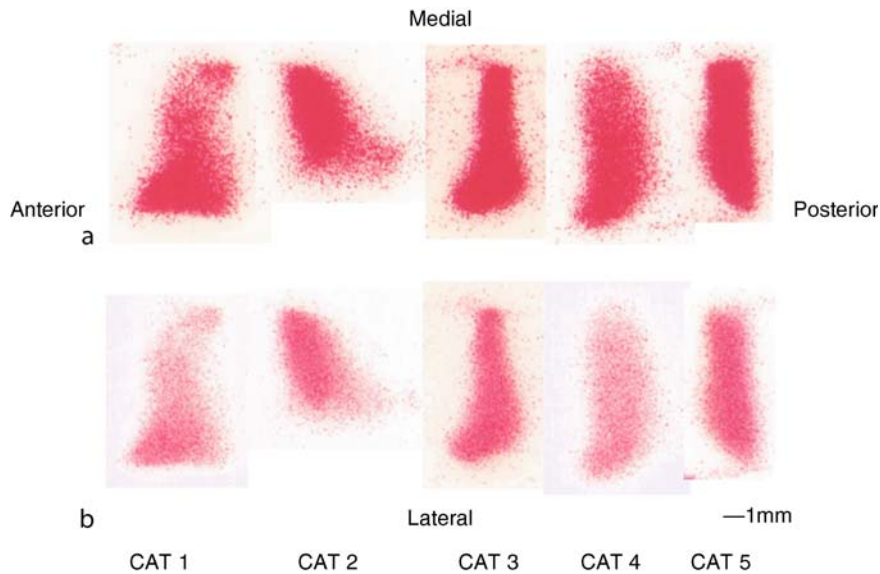 Medial
Anterior
Posterior
a
b
Lateral
1mm
CAT 1 CAT 2 CAT 3 CAT 4 CAT 5